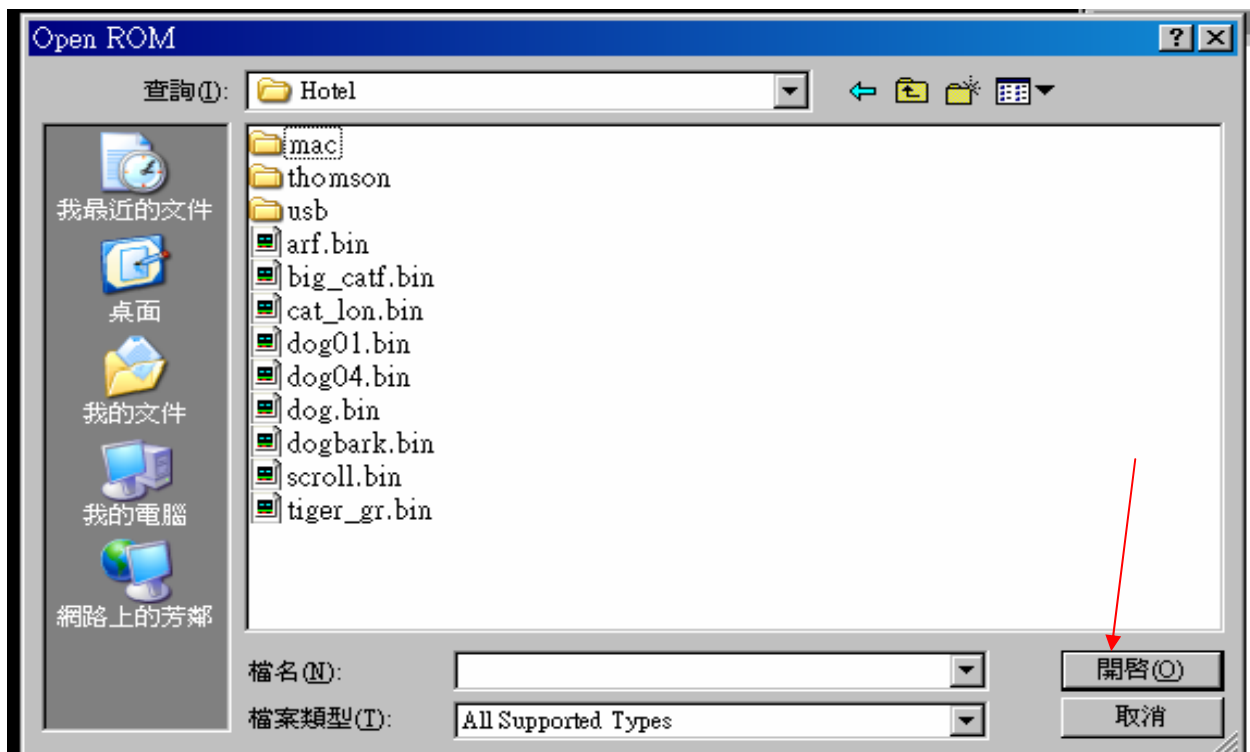 Open ROM
查詢(I):
Hotel
我最近的文件
桌面
我的文件
我的電腦
網路上的芳鄰
mac
thomson
usb
arf.bin
big_catf.bin
cat_lon.bin
dog01.bin
dog04.bin
dog.bin
dogbark.bin
scroll.bin
tiger_gr.bin
檔名(N):
開啓(O)
檔案類型(T):
All Supported Types
取消